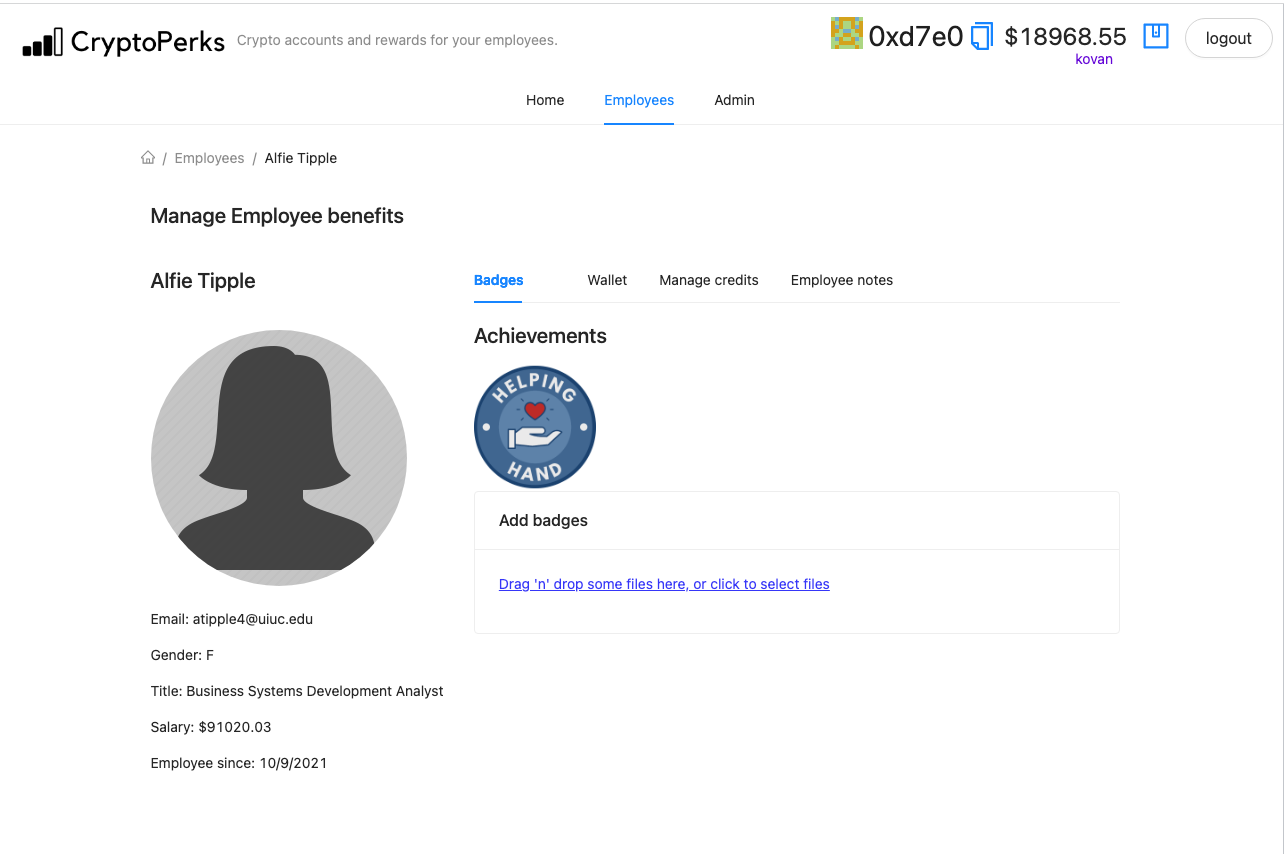 CryptoPerks Crypto accounts and rewards for your employees. 0xd7e0 $18968.55 logout
kovan
Home Employees Admin
/ Employees / Alfie Tipple
Manage Employee benefits
Alfie Tipple
Badges Wallet Manage credits Employee notes
Achievements
HELPING
HAND
Add badges
Drag 'n' drop some files here, or click to select files
Email: atipple4@uiuc.edu
Gender: F
Title: Business Systems Development Analyst
Salary: $91020.03
Employee since: 10/9/2021